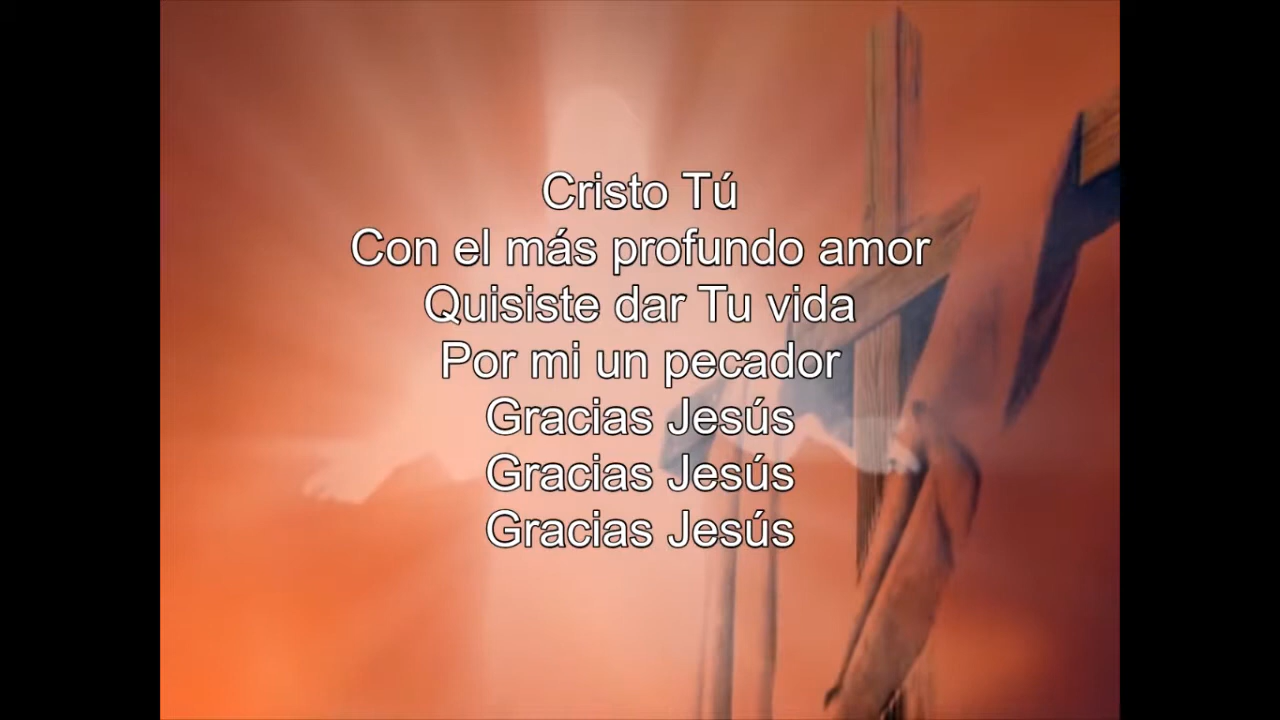 Cristo Tú
Con el más profundo amor
Quisiste dar Tu vida
Por mi un pecador
Gracias Jesús
Gracias Jesús
Gracias Jesús